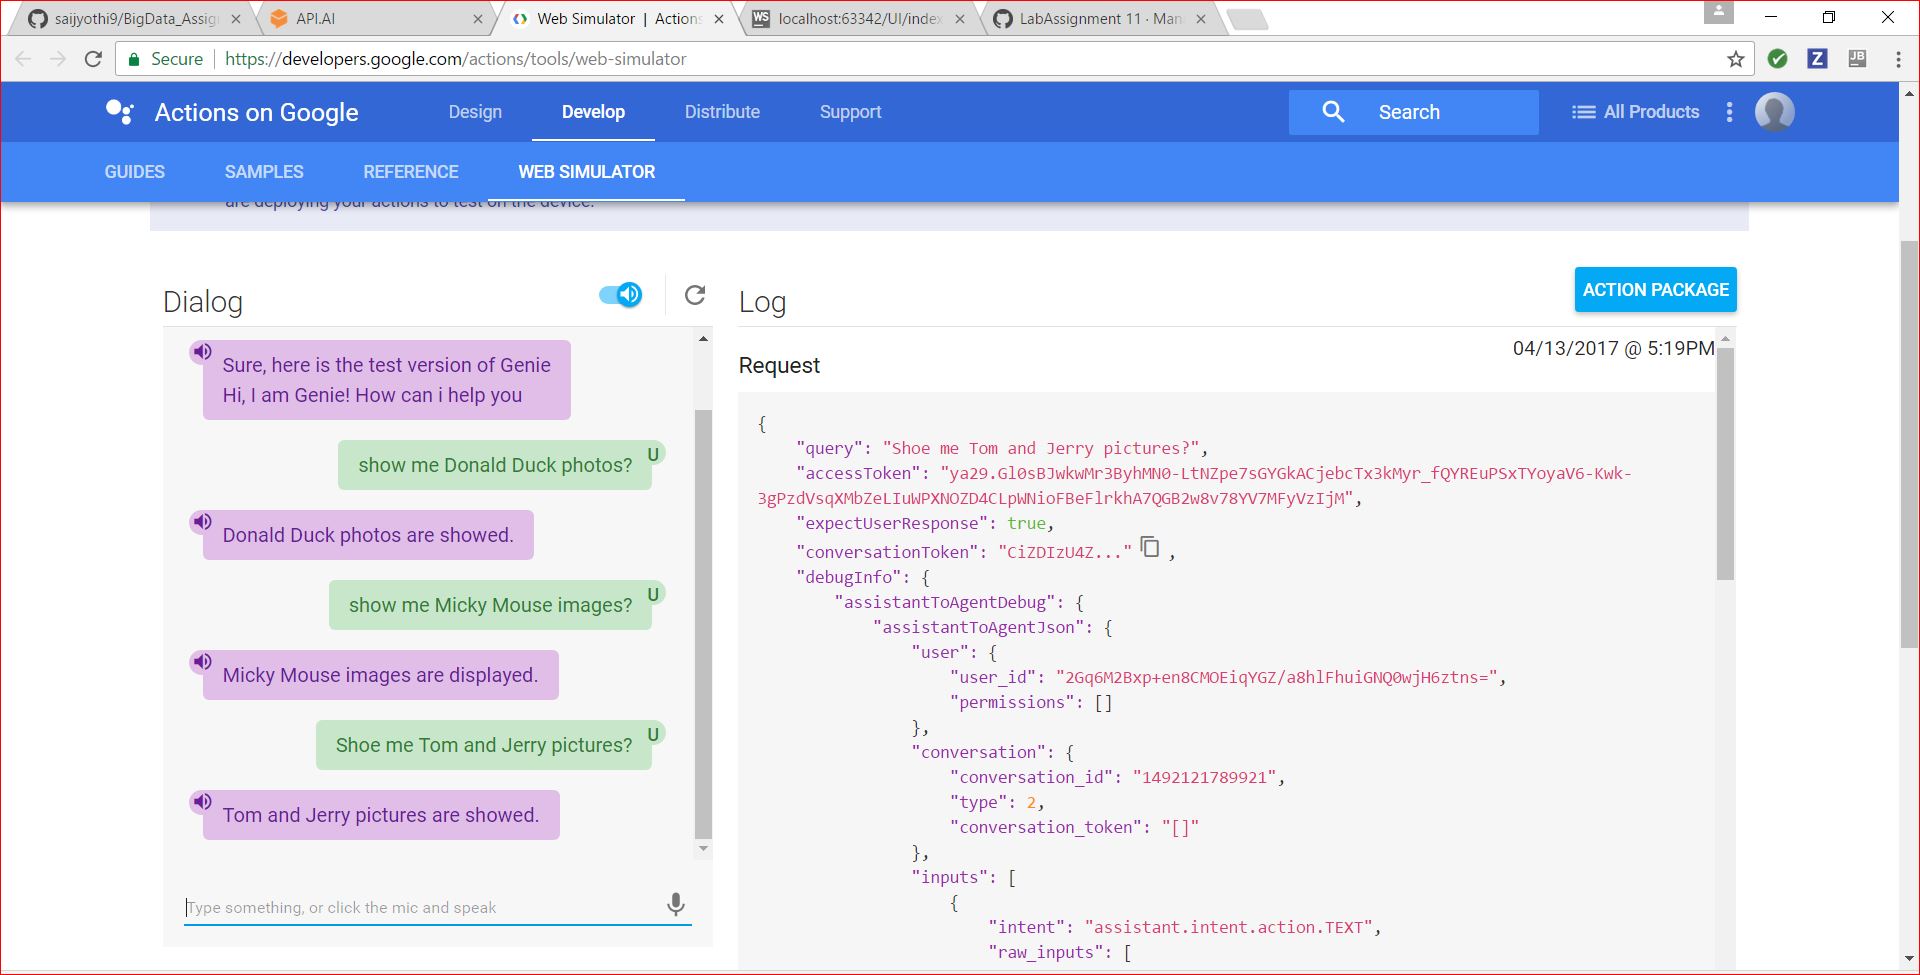 saijyothi9/BigData_Assig
API.AI
Web Simulator | Actions
WS localhost:63342/UI/index
LabAssignment 11 · Man
Secure https://developers.google.com/actions/tools/web-simulator
Z
JB
Actions on Google
Design
Develop
Distribute
Support
Search
All Products
GUIDES
SAMPLES
REFERENCE
WEB SIMULATOR
are deploying your actions to test on the device.
Dialog
Sure, here is the test version of Genie
Hi, I am Genie! How can i help you
show me Donald Duck photos?
U
Donald Duck photos are showed.
show me Micky Mouse images?
U
Micky Mouse images are displayed.
Shoe me Tom and Jerry pictures?
U
Tom and Jerry pictures are showed.
Type something, or click the mic and speak
Log
ACTION PACKAGE
04/13/2017 @ 5:19PM
Request
{
"query": "Shoe me Tom and Jerry pictures?",
"accessToken": "ya29.Gl0sBJwkwMr3ByhMN0-LtNZpe7sGYGkACjebcTx3kMyr_fQYREuPSxTYoyaV6-Kwk-
3gPzdVsqXMbZeLIuWPXNOZD4CLpWNioFBeFlrkhA7QGB2w8v78YV7MFyVzIjM",
"expectUserResponse": true,
"conversationToken": "CiZDIzU4Z..." ,
"debugInfo": {
"assistantToAgentDebug": {
"assistantToAgentJson": {
"user": {
"user_id": "2Gq6M2Bxp+en8CMOEiqYGZ/a8hlFhuiGNQ0wjH6ztns=",
"permissions": []
},
"conversation": {
"conversation_id": "1492121789921",
"type": 2,
"conversation_token": "[]"
},
"inputs": [
{
"intent": "assistant.intent.action.TEXT",
"raw_inputs": [